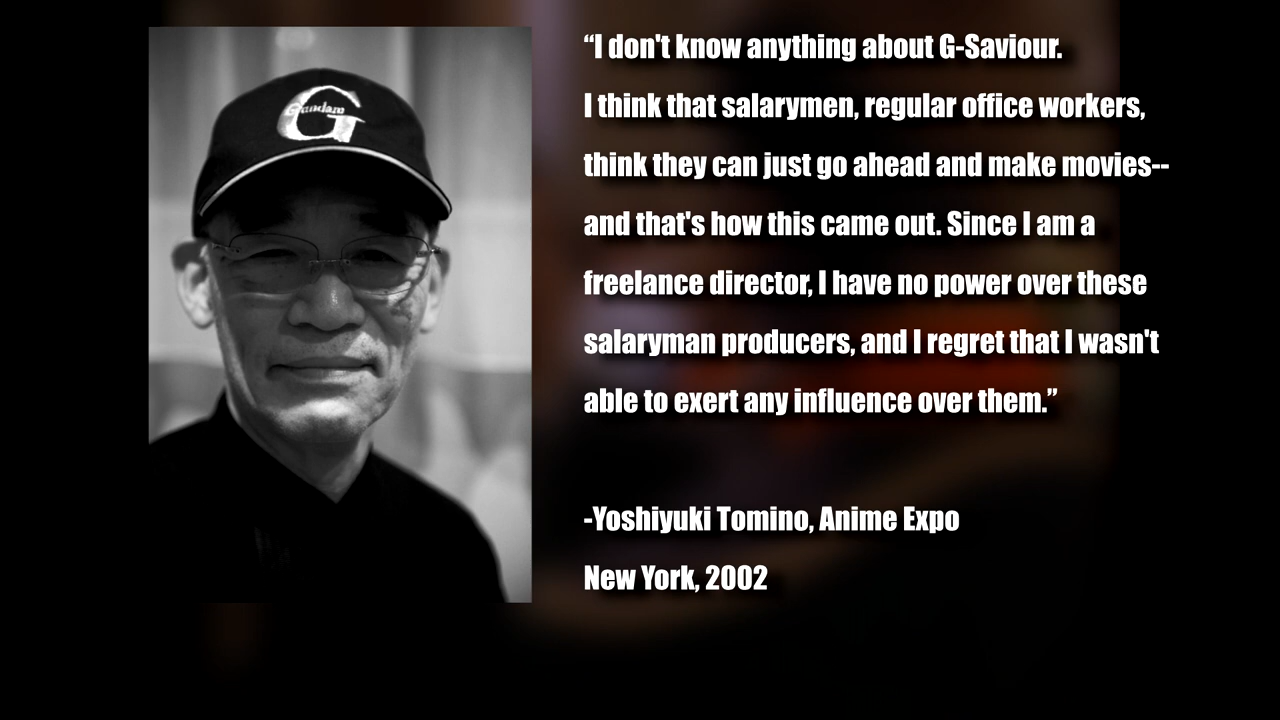 Gundam
G
“I don't know anything about G-Saviour.
I think that salarymen, regular office workers,
think they can just go ahead and make movies--
and that's how this came out. Since I am a
freelance director, I have no power over these
salaryman producers, and I regret that I wasn't
able to exert any influence over them.”
-Yoshiyuki Tomino, Anime Expo
New York, 2002